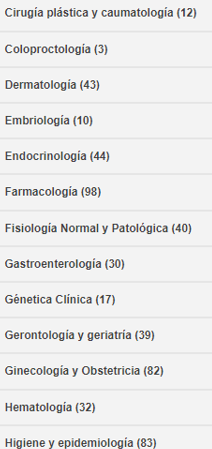 Cirugía plástica y caumatología (12)
Coloproctología (3)
Dermatología (43)
Embriología (10)
Endocrinología (44)
Farmacología (98)
Fisiología Normal y Patológica (40)
Gastroenterología (30)
Génetica Clínica (17)
Gerontología y geriatría (39)
Ginecología y Obstetricia (82)
Hematología (32)
Higiene y epidemiología (83)